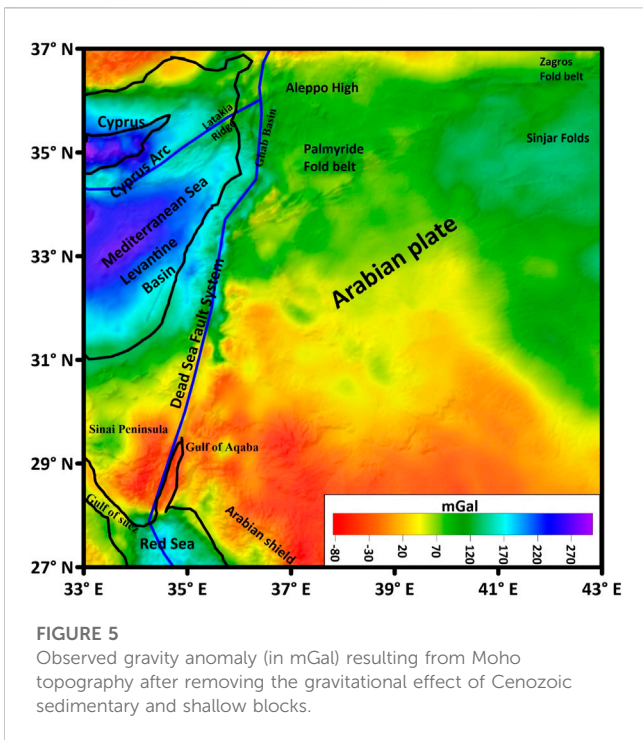 37° N
35° N
33° N
31° N
29° N
27° N
33° E
35° E
37° E
39° E
41° E
43° E
Zagros
Fold belt
Aleppo High
Cyprus
Latakia
Ridge
Ghab Basin
Sinjar Folds
Palmyride
Fold belt
Cyprus Arc
Mediterranean Sea
Levantine
Basin
Arabian plate
Dead Sea Fault System
Sinai Peninsula
Gulf of Aqaba
Gulf of suez
Arabian shield
Red Sea
mGal
-80
-30
20
70
120
170
220
270
FIGURE 5
Observed gravity anomaly (in mGal) resulting from Moho
topography after removing the gravitational effect of Cenozoic
sedimentary and shallow blocks.